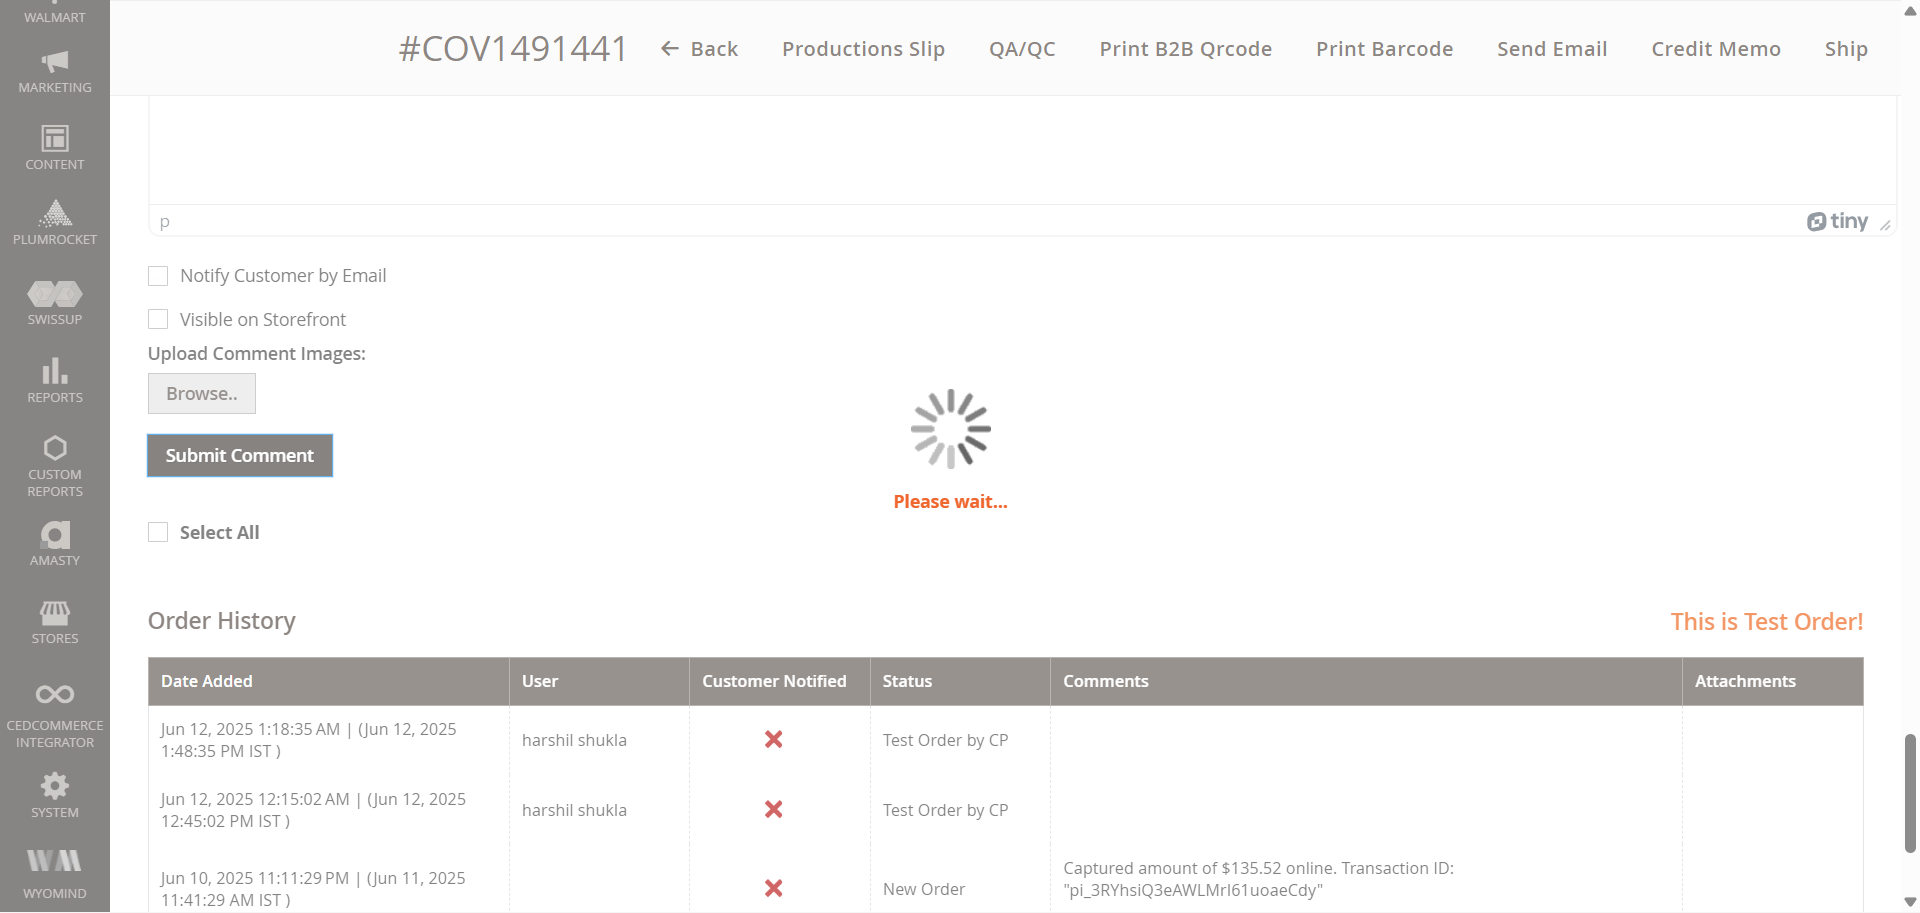 WALMART
MARKETING
CONTENT
PLUMROCKET
SWISSUP
REPORTS
CUSTOM
REPORTS
AMASTY
STORES
CEDCOMMERCE
INTEGRATOR
SYSTEM
WYOMIND
#COV1491441 Back Productions Slip QA/QC Print B2B Qrcode Print Barcode Send Email Credit Memo Ship
p tiny
Notify Customer by Email
Visible on Storefront
Upload Comment Images:
Browse..
Submit Comment
Please wait...
Select All
Order History This is Test Order!
Date Added User Customer Notified Status Comments Attachments
Jun 12, 2025 1:18:35 AM | (Jun 12, 2025
1:48:35 PM IST )
harshil shukla Test Order by CP
Jun 12, 2025 12:15:02 AM | (Jun 12, 2025
12:45:02 PM IST )
harshil shukla Test Order by CP
Jun 10, 2025 11:11:29 PM | (Jun 11, 2025
11:41:29 AM IST )
New Order
Captured amount of $135.52 online. Transaction ID:
"pi_3RYhsiQ3eAWLMrI61uoaeCdy"